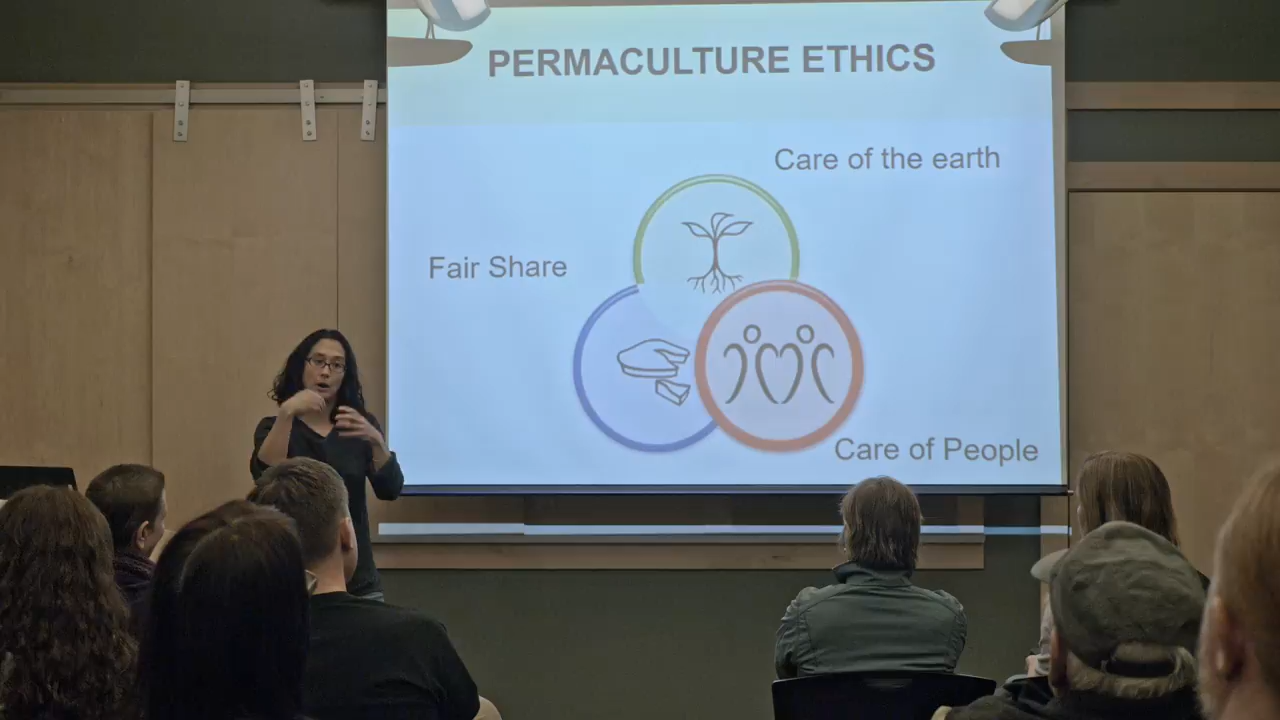 PERMACULTURE ETHICS
Care of the earth
Fair Share
Care of People